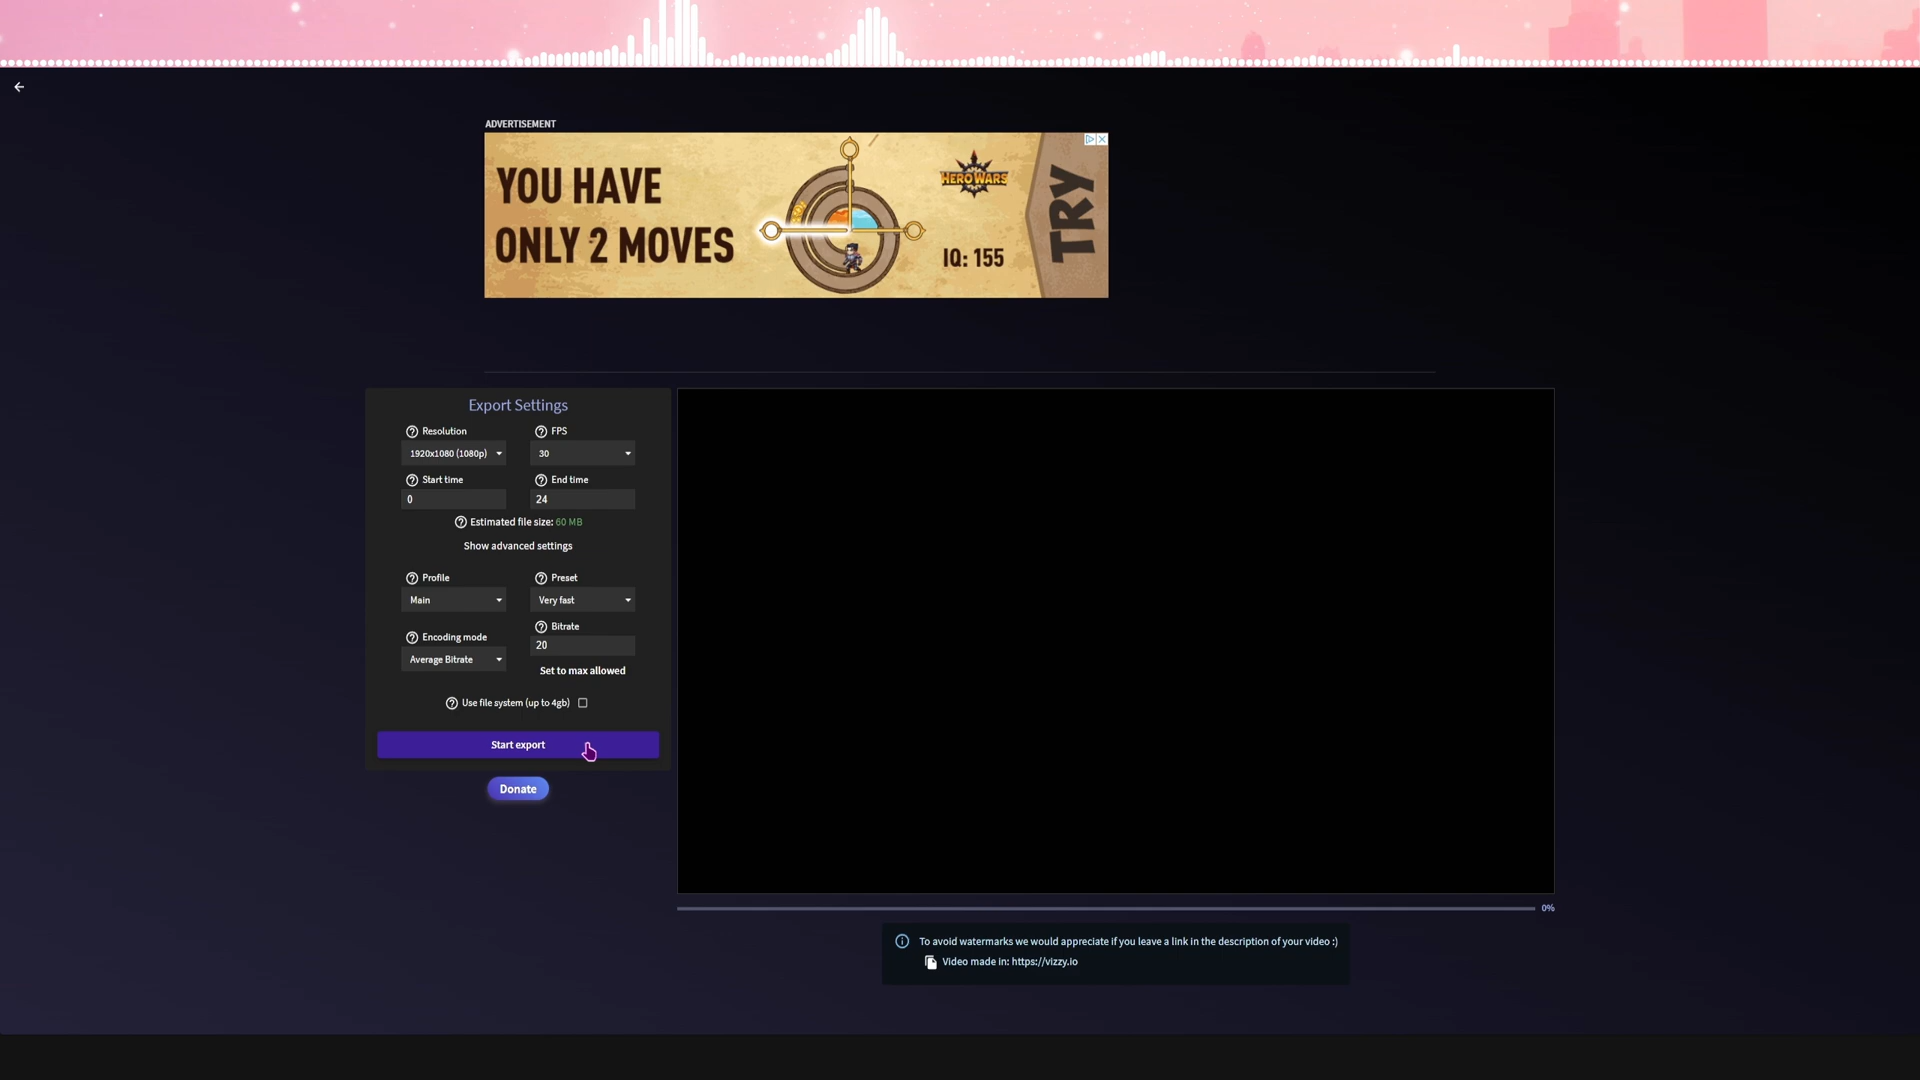 ADVERTISEMENT
YOU HAVE
ONLY 2 MOVES
HERO WARS
IQ: 155
TRY
Export Settings
Resolution
FPS
1920x1080 (1080p)
30
Start time
End time
0
24
Estimated file size: 60 MB
Show advanced settings
Profile
Preset
Main
Very fast
Bitrate
Encoding mode
20
Average Bitrate
Set to max allowed
Use file system (up to 4gb)
Start export
Donate
0%
To avoid watermarks we would appreciate if you leave a link in the description of your video :)
Video made in: https://vizzy.io